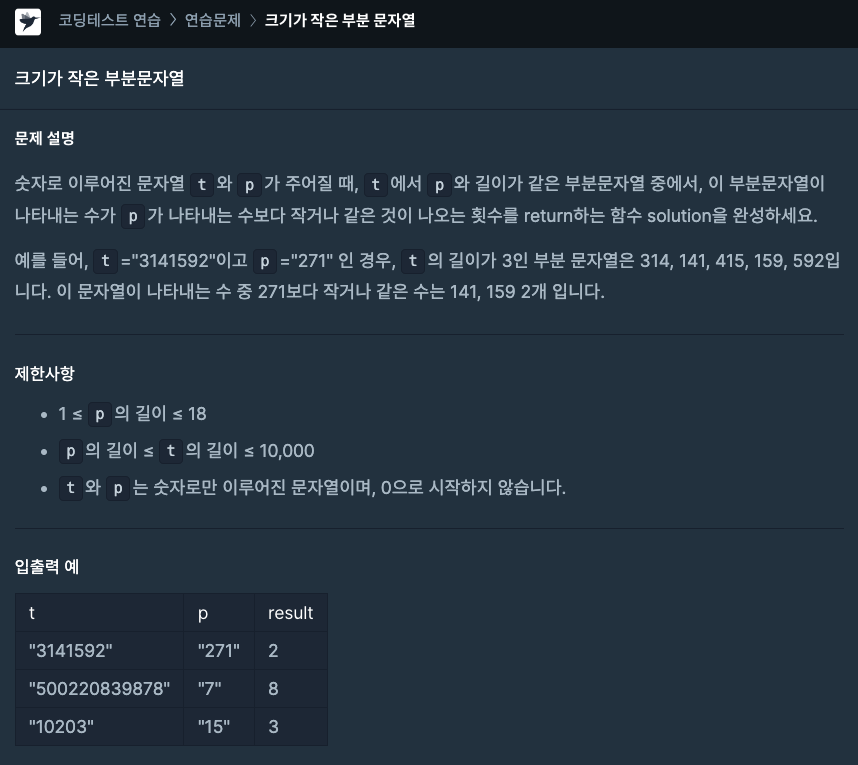 코딩테스트 연습 > 연습문제 > 크기가 작은 부분 문자열
크기가 작은 부분문자열
문제 설명
숫자로 이루어진 문자열 t 와 p 가 주어질 때, t 에서 p 와 길이가 같은 부분문자열 중에서, 이 부분문자열이
나타내는 수가 p 가 나타내는 수보다 작거나 같은 것이 나오는 횟수를 return하는 함수 solution을 완성하세요.
예를 들어, t ="3141592"이고 p ="271" 인 경우, t 의 길이가 3인 부분 문자열은 314, 141, 415, 159, 592입
니다. 이 문자열이 나타내는 수 중 271보다 작거나 같은 수는 141, 159 2개 입니다.
제한사항
• 1 ≤ p 의 길이 ≤ 18
• p 의 길이 ≤ t 의 길이 ≤ 10,000
• t 와 p 는 숫자로만 이루어진 문자열이며, 0으로 시작하지 않습니다.
입출력 예
t p result
"3141592" "271" 2
"500220839878" "7" 8
"10203" "15" 3